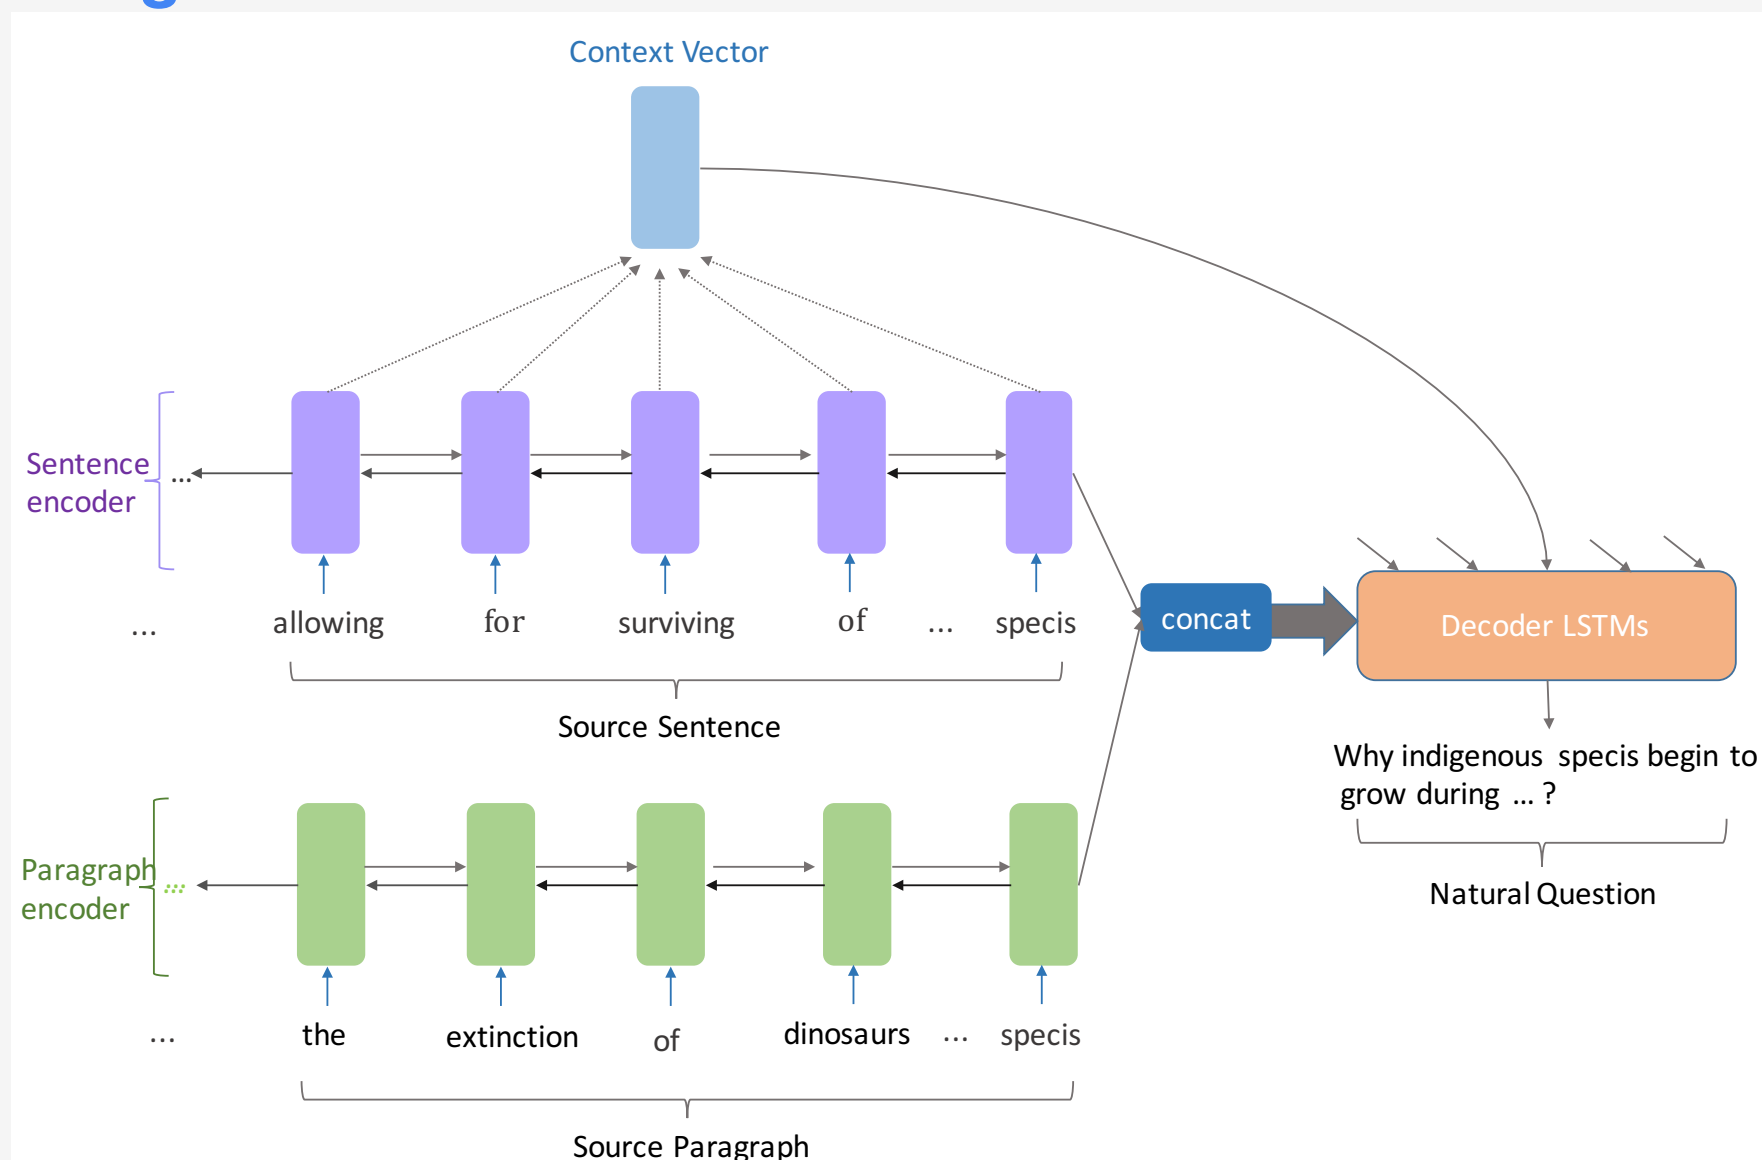 Context Vector
Sentence
encoder
...
... allowing for surviving of ... specis
Source Sentence
concat
Decoder LSTMs
Why indigenous specis begin to
grow during ... ?
Natural Question
Paragraph
encoder
...
... the extinction of dinosaurs ... specis
Source Paragraph